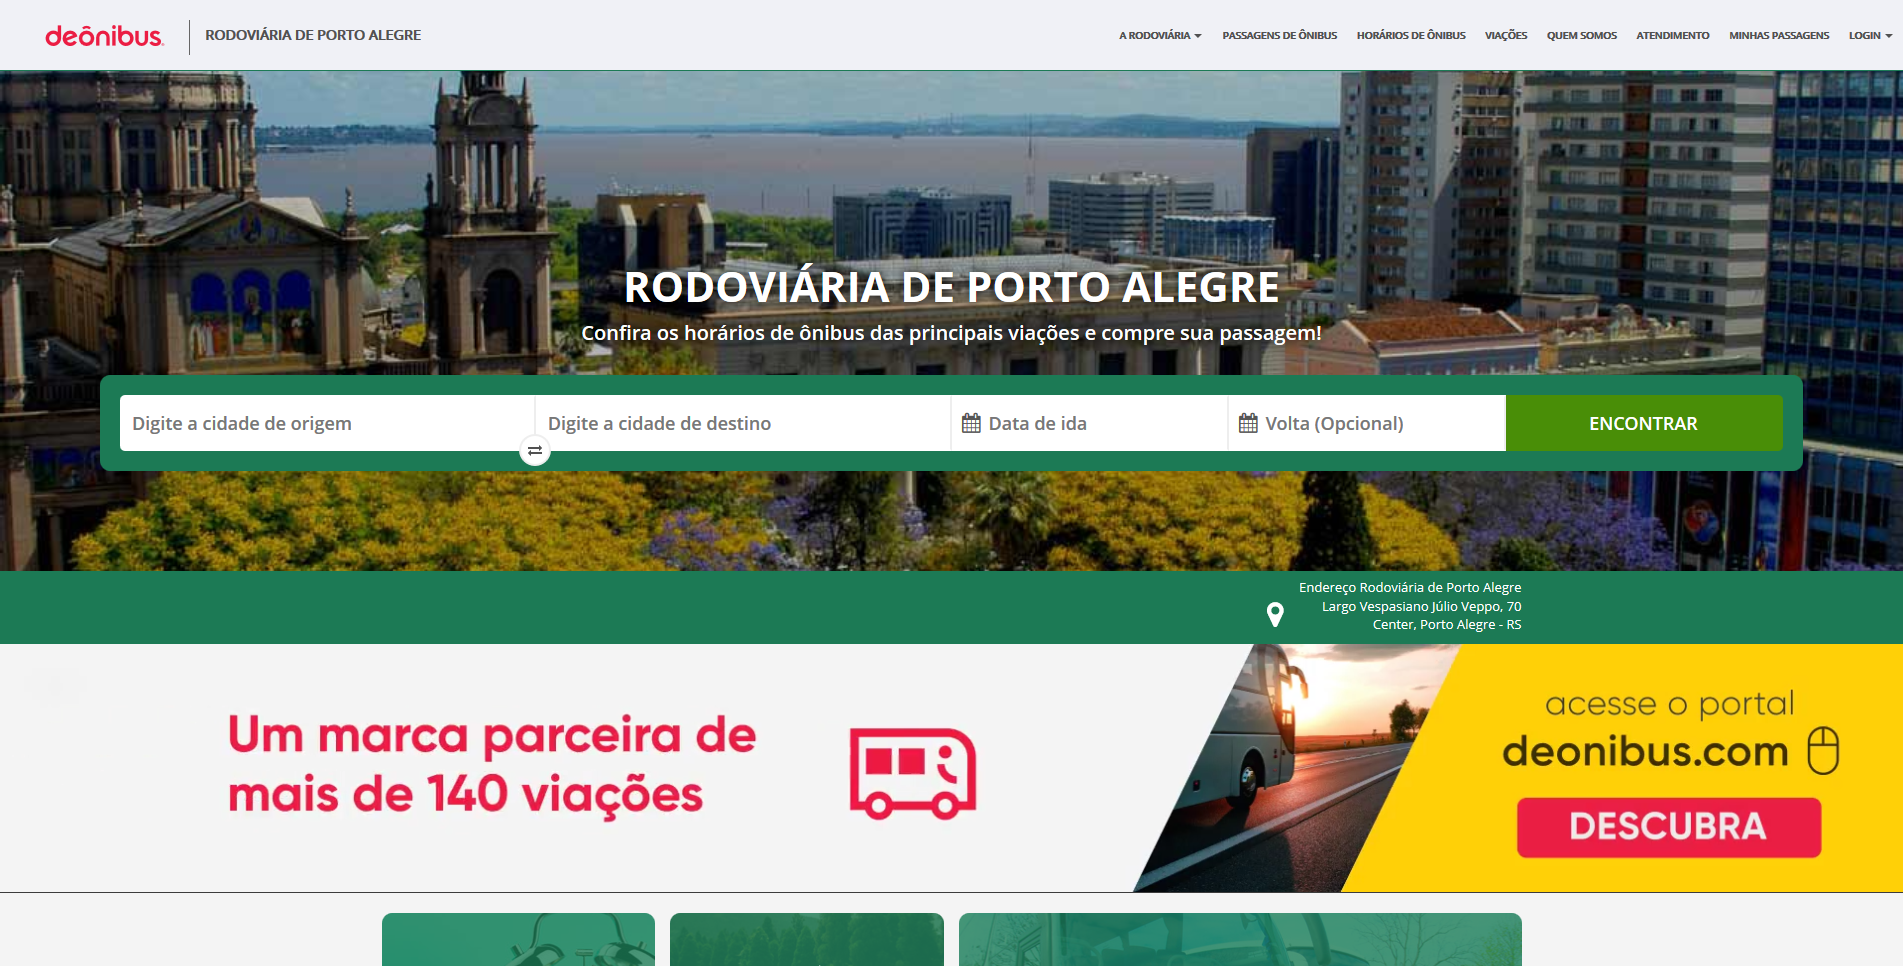 deônibus
RODOVIÁRIA DE PORTO ALEGRE
A RODOVIÁRIA
PASSAGENS DE ÔNIBUS
HORÁRIOS DE ÔNIBUS
VIAÇÕES
QUEM SOMOS
ATENDIMENTO
MINHAS PASSAGENS
LOGIN
RODOVIÁRIA DE PORTO ALEGRE
Confira os horários de ônibus das principais viações e compre sua passagem!
Digite a cidade de origem
Digite a cidade de destino
Data de ida
Volta (Opcional)
ENCONTRAR
Endereço Rodoviária de Porto Alegre
Largo Vespasiano Júlio Veppo, 70
Center, Porto Alegre - RS
Um marca parceira de
mais de 140 viações
acesse o portal
deonibus.com
DESCUBRA